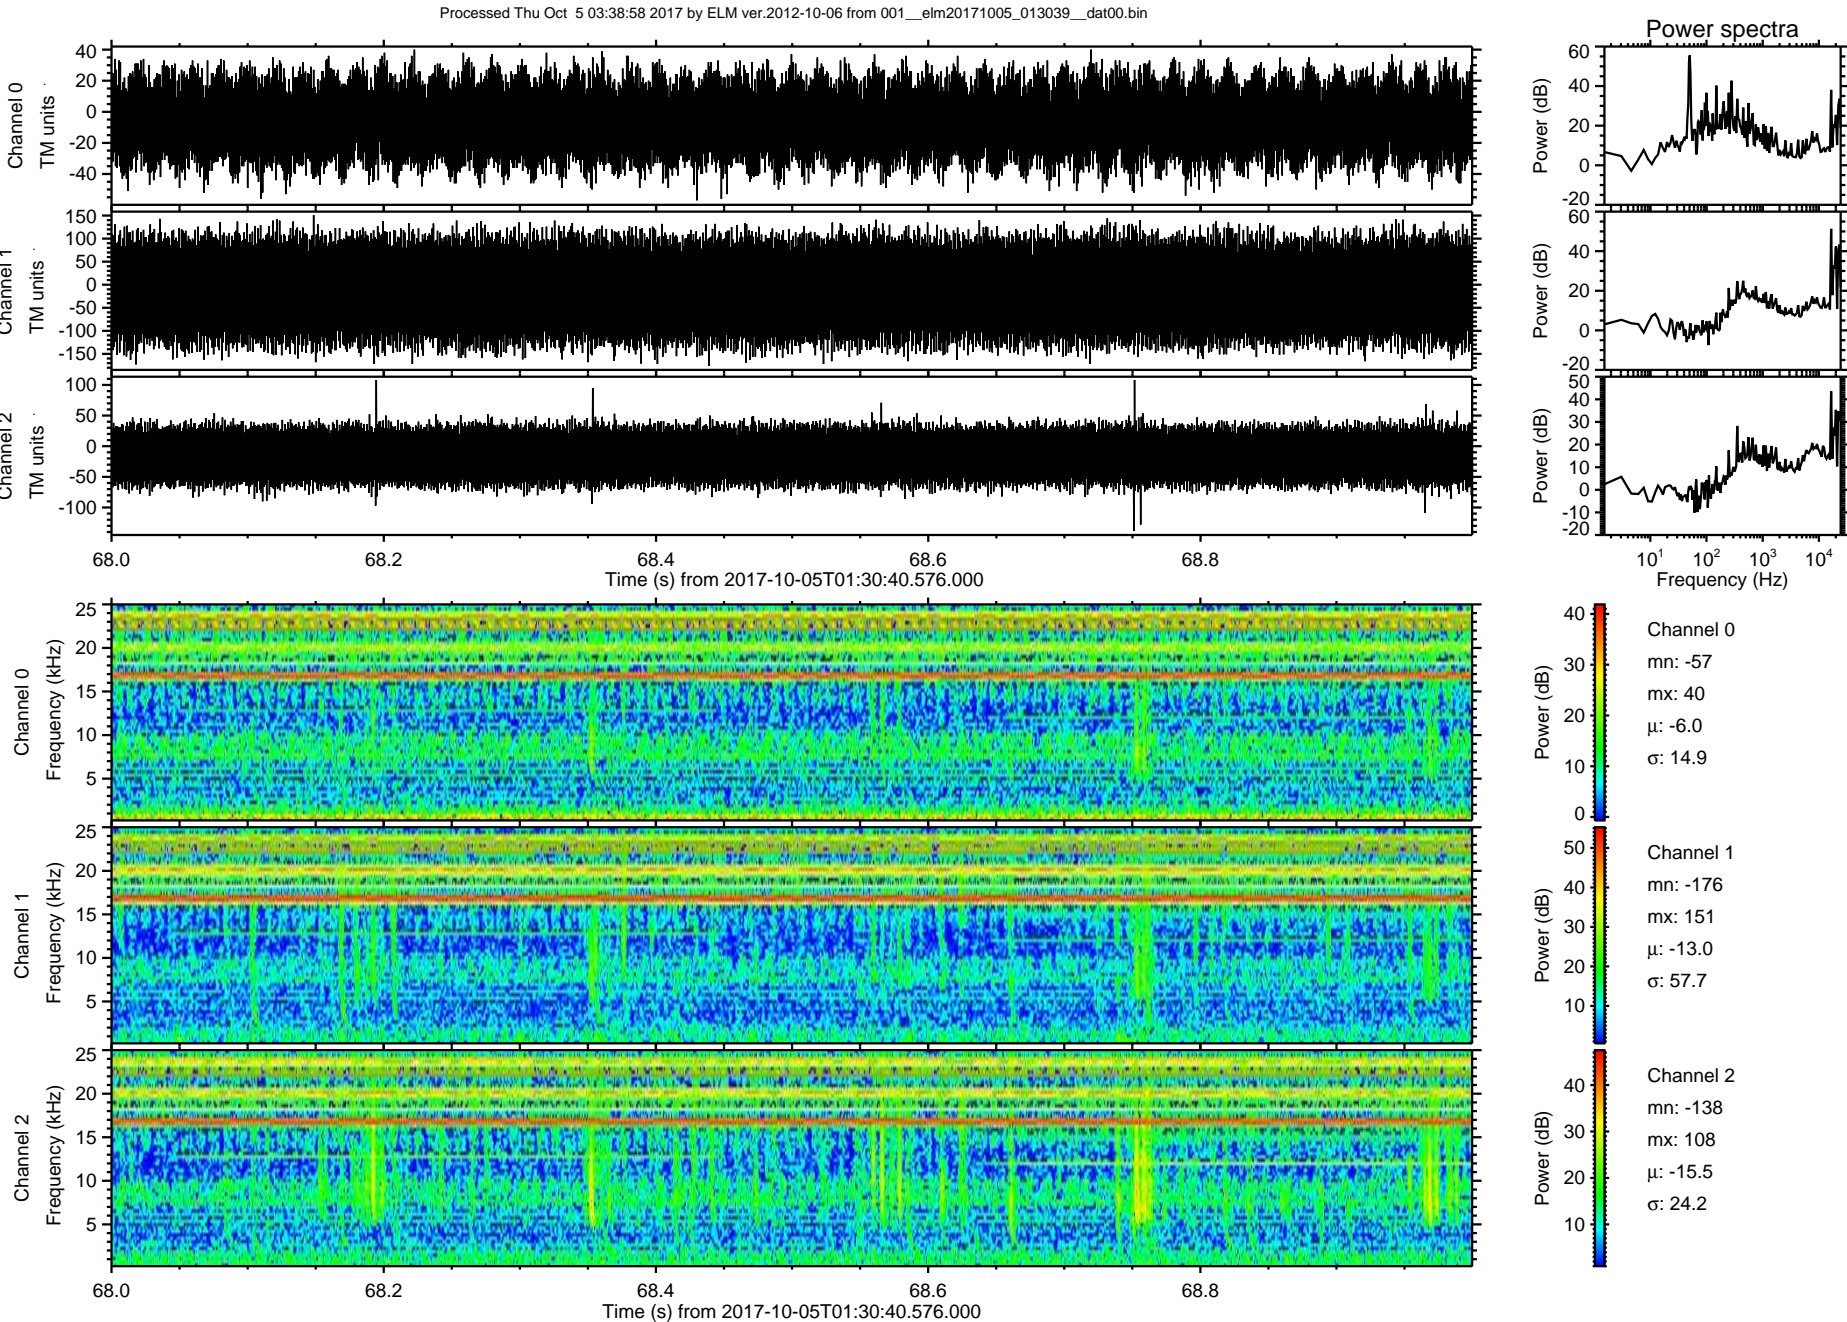 Processed Thu Oct  5 03:38:58 2017 by ELM ver.2012-10-06 from 001__elm20171005_013039__dat00.bin
Power spectra
Channel 0
TM units
40
20
0
-20
-40
Power (dB)
60
40
20
0
-20
Channel 1
TM units
150
100
50
0
-50
-100
-150
Power (dB)
60
40
20
0
-20
Channel 2
TM units
100
50
0
-50
-100
Power (dB)
50
40
30
20
10
0
-10
-20
68.0 68.2 68.4 68.6 68.8
Time (s) from 2017-10-05T01:30:40.576.000
10^1 10^2 10^3 10^4
Frequency (Hz)
Channel 0
Frequency (kHz)
25
20
15
10
5
Power (dB)
40
30
20
10
0
Channel 0
mn: -57
mx: 40
μ: -6.0
σ: 14.9
Channel 1
Frequency (kHz)
25
20
15
10
5
Power (dB)
50
40
30
20
10
Channel 1
mn: -176
mx: 151
μ: -13.0
σ: 57.7
Channel 2
Frequency (kHz)
25
20
15
10
5
Power (dB)
40
30
20
10
Channel 2
mn: -138
mx: 108
μ: -15.5
σ: 24.2
68.0 68.2 68.4 68.6 68.8
Time (s) from 2017-10-05T01:30:40.576.000